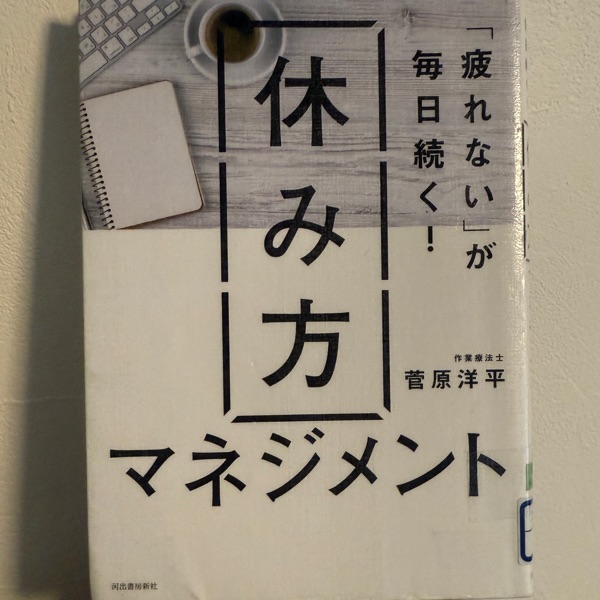 「疲れない」が
毎日続く!
休み方
マネジメント
作業療法士
菅原洋平
河出書房新社